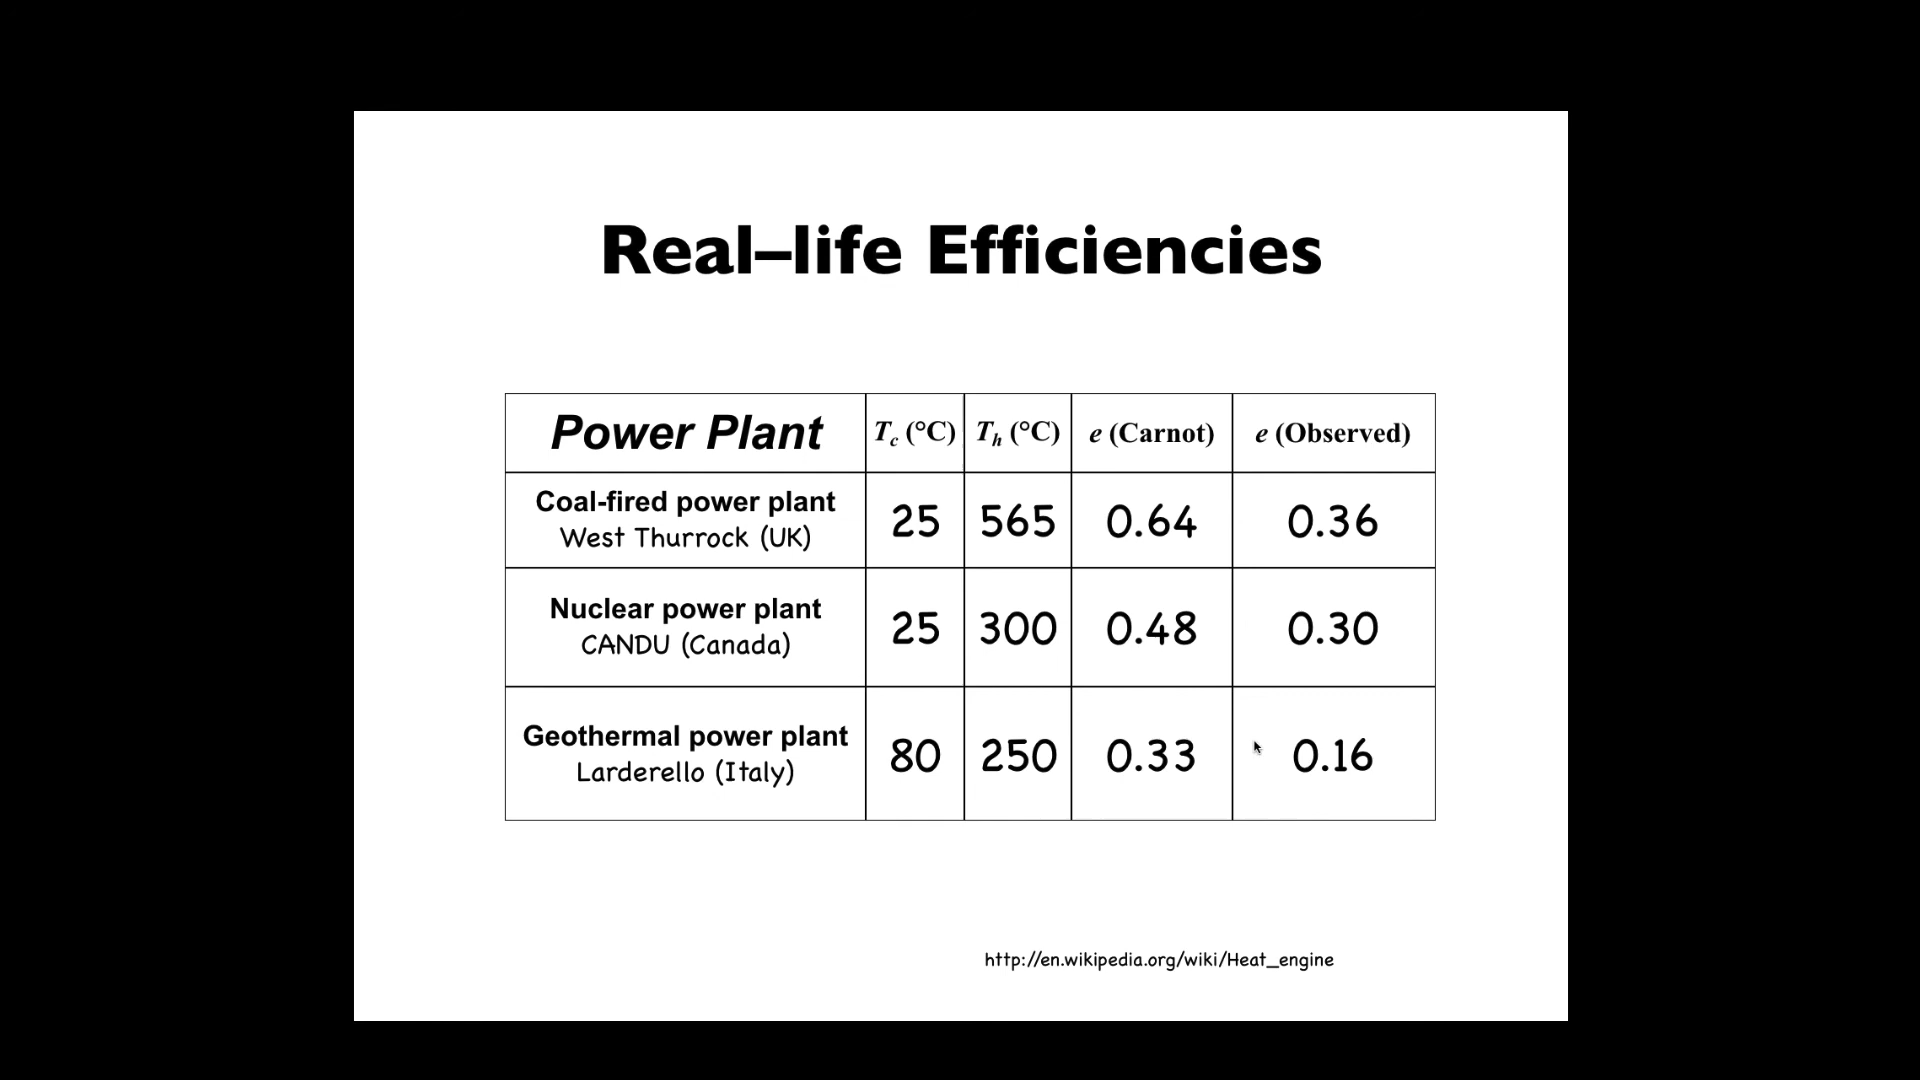 Real–life Efficiencies
Power Plant T_c (°C) T_h (°C) e (Carnot) e (Observed)
Coal-fired power plant
West Thurrock (UK) 25 565 0.64 0.36
Nuclear power plant
CANDU (Canada) 25 300 0.48 0.30
Geothermal power plant
Larderello (Italy) 80 250 0.33 0.16
http://en.wikipedia.org/wiki/Heat_engine